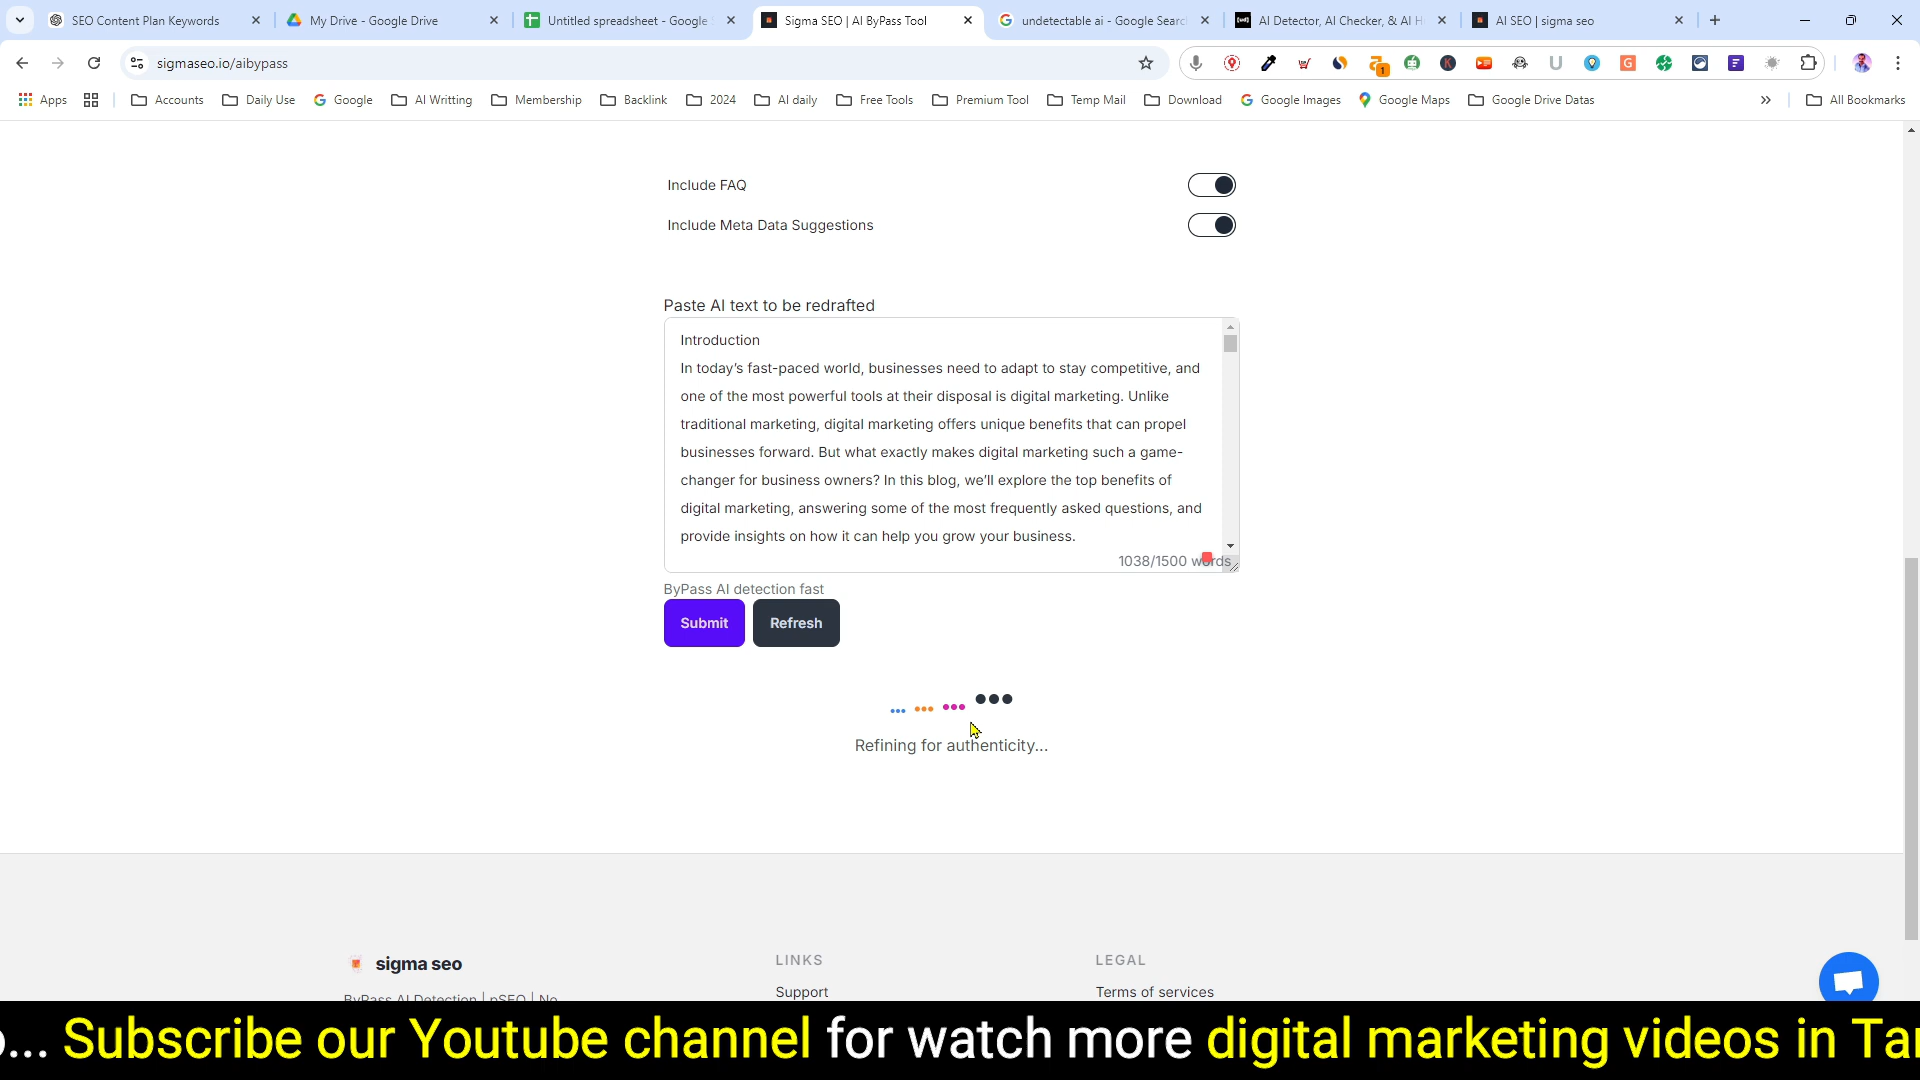 SEO Content Plan Keywords
My Drive - Google Drive
Untitled spreadsheet - Google
Sigma SEO | AI ByPass Tool
undetectable ai - Google Searc
AI Detector, AI Checker, & AI H
AI SEO | sigma seo
sigmaseo.io/aibypass
Apps
Accounts
Daily Use
Google
AI Writting
Membership
Backlink
2024
AI daily
Free Tools
Premium Tool
Temp Mail
Download
Google Images
Google Maps
Google Drive Datas
All Bookmarks
Include FAQ
Include Meta Data Suggestions
Paste AI text to be redrafted
Introduction
In today's fast-paced world, businesses need to adapt to stay competitive, and
one of the most powerful tools at their disposal is digital marketing. Unlike
traditional marketing, digital marketing offers unique benefits that can propel
businesses forward. But what exactly makes digital marketing such a game-
changer for business owners? In this blog, we'll explore the top benefits of
digital marketing, answering some of the most frequently asked questions, and
provide insights on how it can help you grow your business.
1038/1500 words
ByPass AI detection fast
Submit
Refresh
Refining for authenticity...
sigma seo
LINKS
LEGAL
ByPass AI Detection | pSEO | No
Support
Terms of services
... Subscribe our Youtube channel for watch more digital marketing videos in Ta